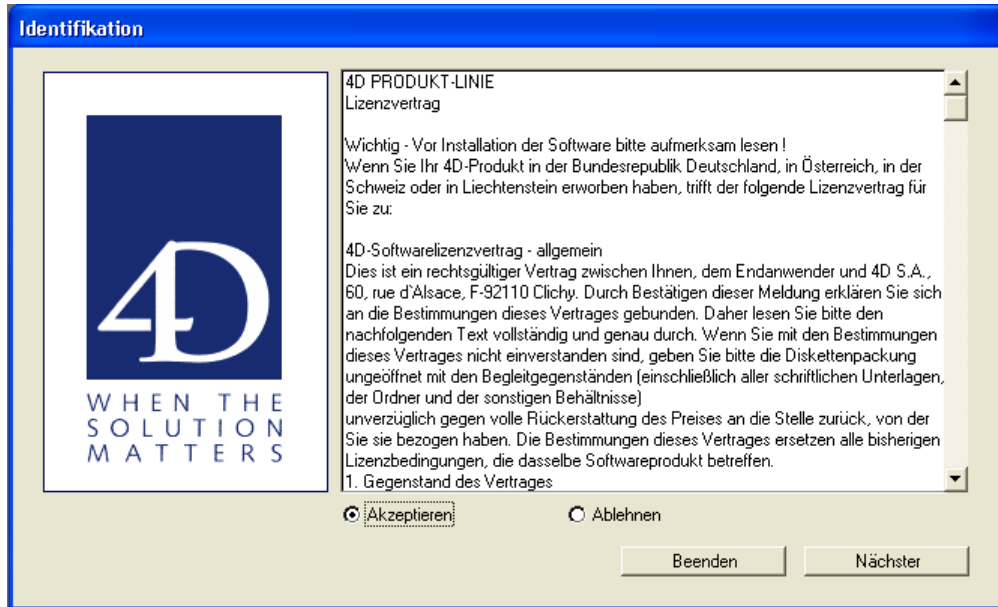 Identifikation
4D PRODUKT-LINIE
Lizenzvertrag
Wichtig - Vor Installation der Software bitte aufmerksam lesen !
Wenn Sie Ihr 4D-Produkt in der Bundesrepublik Deutschland, in Österreich, in der
Schweiz oder in Liechtenstein erworben haben, trifft der folgende Lizenzvertrag für
Sie zu:
4D-Softwarelizenzvertrag - allgemein
Dies ist ein rechtsgültiger Vertrag zwischen Ihnen, dem Endanwender und 4D S.A.,
60, rue d`Alsace, F-92110 Clichy. Durch Bestätigen dieser Meldung erklären Sie sich
an die Bestimmungen dieses Vertrages gebunden. Daher lesen Sie bitte den
nachfolgenden Text vollständig und genau durch. Wenn Sie mit den Bestimmungen
dieses Vertrages nicht einverstanden sind, geben Sie bitte die Diskettenpackung
ungeöffnet mit den Begleitgegenständen (einschließlich aller schriftlichen Unterlagen,
der Ordner und der sonstigen Behältnisse)
unverzüglich gegen volle Rückerstattung des Preises an die Stelle zurück, von der
Sie sie bezogen haben. Die Bestimmungen dieses Vertrages ersetzen alle bisherigen
Lizenzbedingungen, die dasselbe Softwareprodukt betreffen.
1. Gegenstand des Vertrages
4D
WHEN THE
SOLUTION
MATTERS
Akzeptieren
Ablehnen
Beenden
Nächster